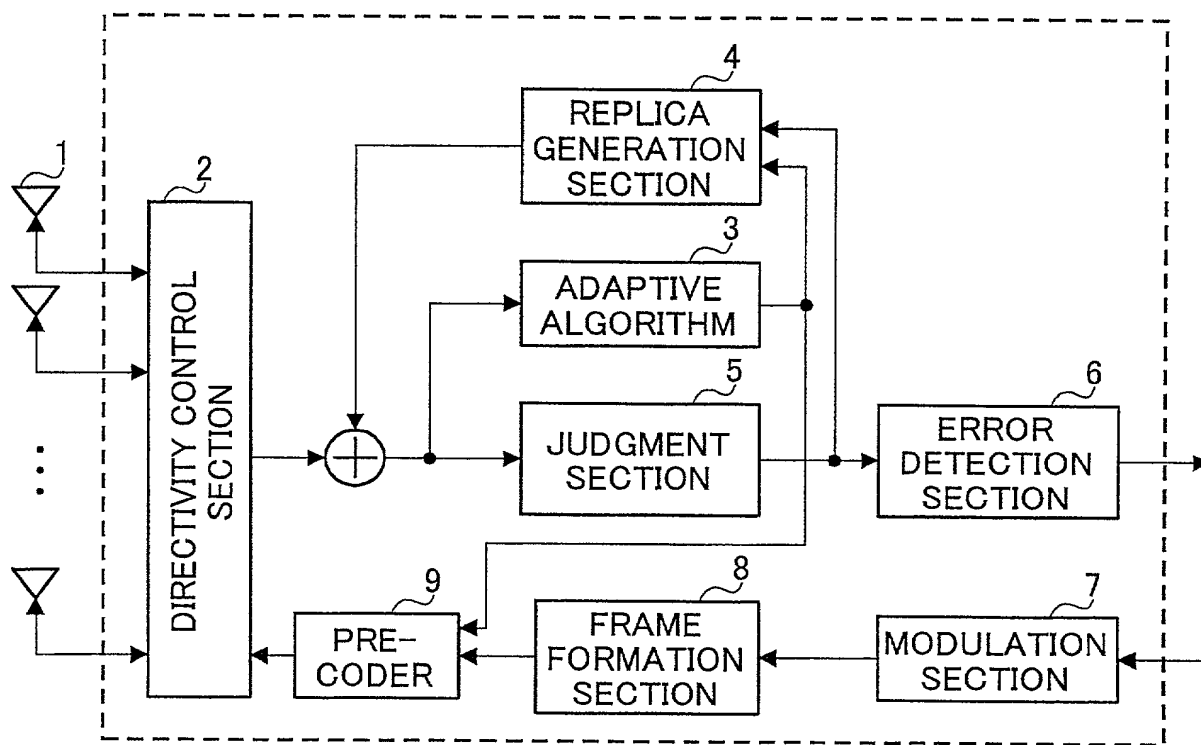 4
REPLICA
GENERATION
SECTION
1
2
DIRECTIVITY CONTROL
SECTION
3
ADAPTIVE
ALGORITHM
5
JUDGMENT
SECTION
6
ERROR
DETECTION
SECTION
9
PRE-
CODER
8
FRAME
FORMATION
SECTION
7
MODULATION
SECTION